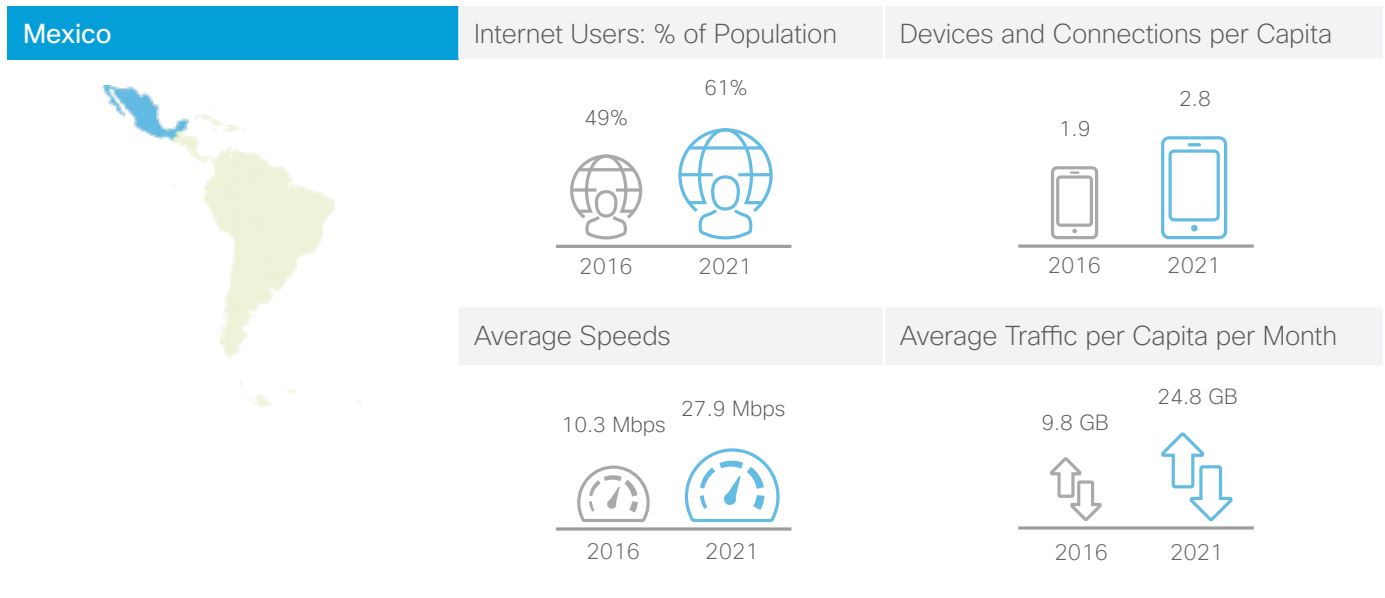 Mexico
Internet Users: % of Population
Devices and Connections per Capita
49%
61%
2016
2021
1.9
2.8
2016
2021
Average Speeds
Average Traffic per Capita per Month
10.3 Mbps
27.9 Mbps
2016
2021
9.8 GB
24.8 GB
2016
2021